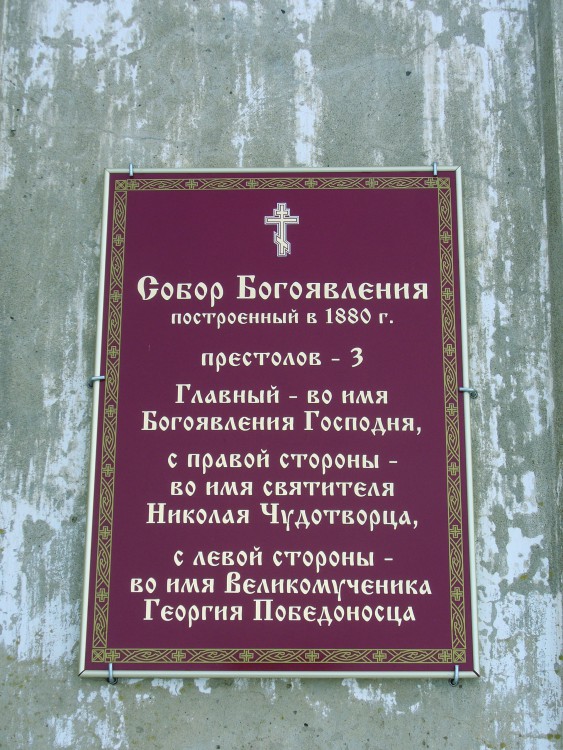 Собор Богоявления
построенный в 1880 г.
престолов - 3
Главный - во имя
Богоявления Господня,
с правой стороны -
во имя святителя
Николая Чудотворца,
с левой стороны -
во имя Великомученика
Георгия Победоносца